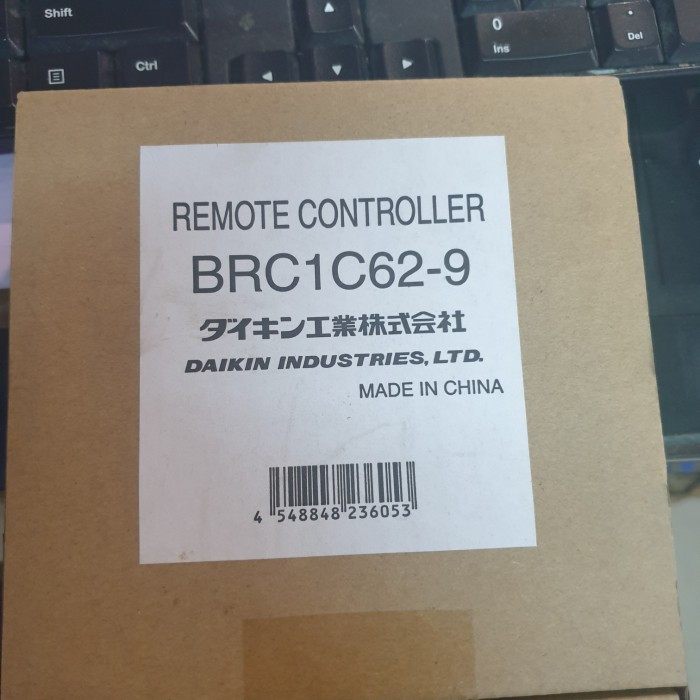 Shift
Ctrl
0
Ins
.
Del
REMOTE CONTROLLER
BRC1C62-9
ダイキン工業株式会社
DAIKIN INDUSTRIES, LTD.
MADE IN CHINA
4 548848 236053